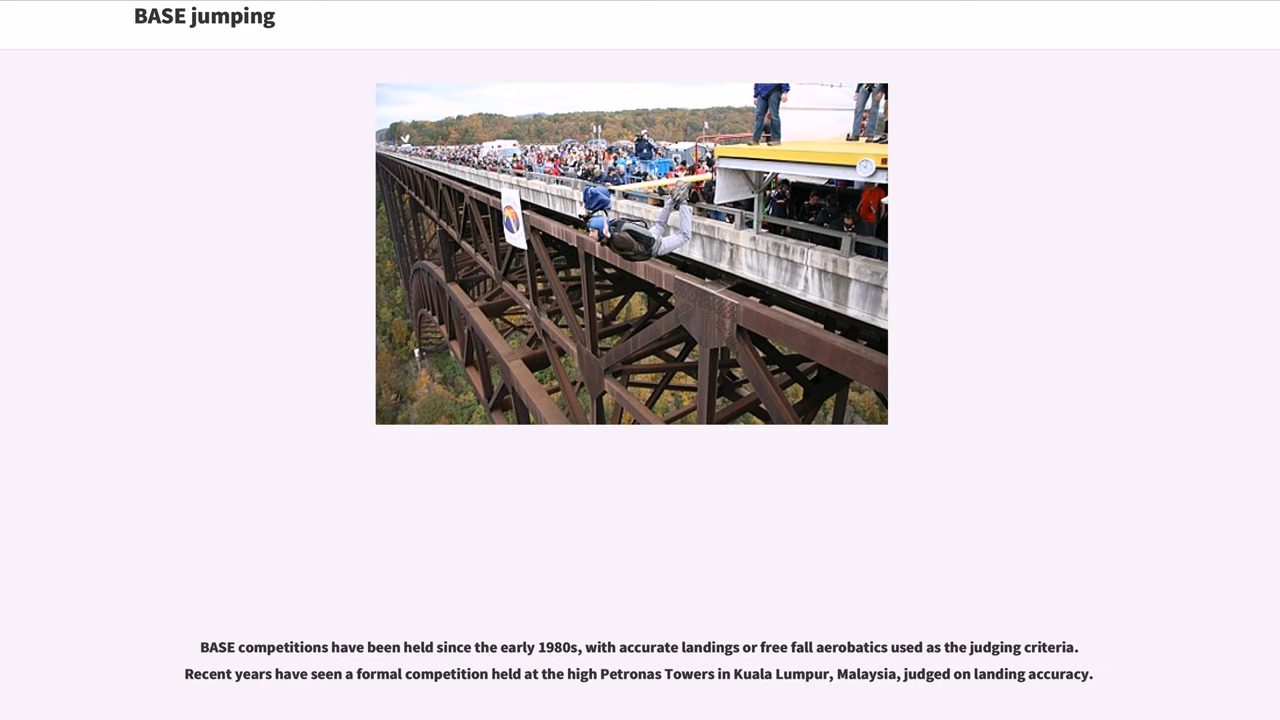 BASE jumping
BASE competitions have been held since the early 1980s, with accurate landings or free fall aerobatics used as the judging criteria.
Recent years have seen a formal competition held at the high Petronas Towers in Kuala Lumpur, Malaysia, judged on landing accuracy.